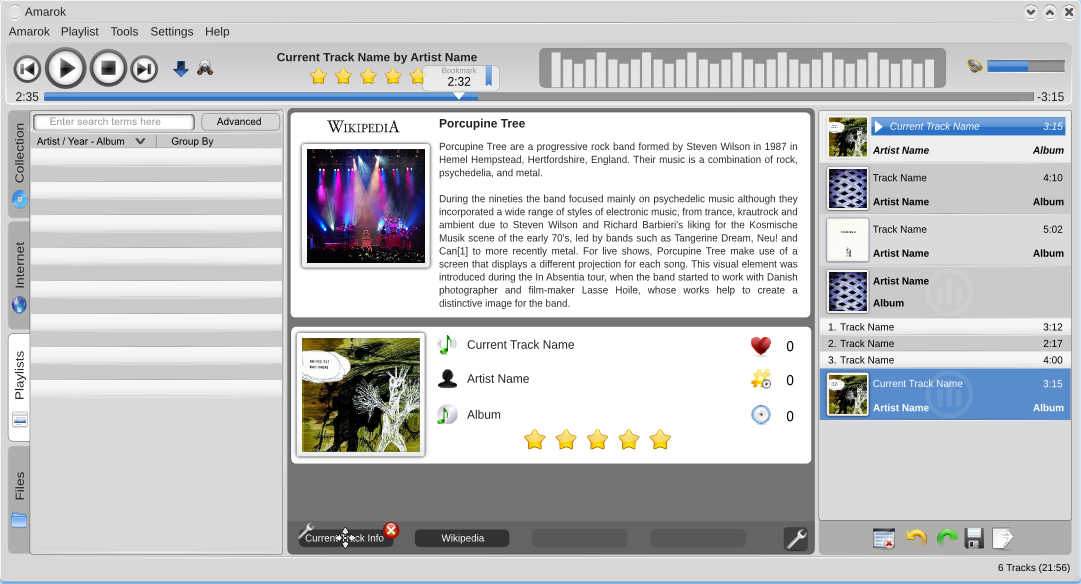 Amarok
Amarok Playlist Tools Settings Help
Current Track Name by Artist Name
Bookmark
2:32
2:35
-3:15
Collection
Internet
Playlists
Files
Enter search terms here
Advanced
Artist / Year - Album
Group By
WIKIPEDIA
Porcupine Tree
Porcupine Tree are a progressive rock band formed by Steven Wilson in 1987 in
Hemel Hempstead, Hertfordshire, England. Their music is a combination of rock,
psychedelia, and metal.
During the nineties the band focused mainly on psychedelic music although they
incorporated a wide range of styles of electronic music, from trance, krautrock and
ambient due to Steven Wilson and Richard Barbieri's liking for the Kosmische
Musik scene of the early 70's, led by bands such as Tangerine Dream, Neu! and
Can[1] to more recently metal. For live shows, Porcupine Tree make use of a
screen that displays a different projection for each song. This visual element was
introduced during the In Absentia tour, when the band started to work with Danish
photographer and film-maker Lasse Hoile, whose works help to create a
distinctive image for the band.
Current Track Name
0
Artist Name
0
Album
0
Current Track Info
Wikipedia
Current Track Name 3:15
Artist Name Album
Track Name 4:10
Artist Name Album
Track Name 5:02
Artist Name Album
Artist Name
Album
1. Track Name 3:12
2. Track Name 2:17
3. Track Name 4:00
Current Track Name 3:15
Artist Name Album
6 Tracks (21:56)